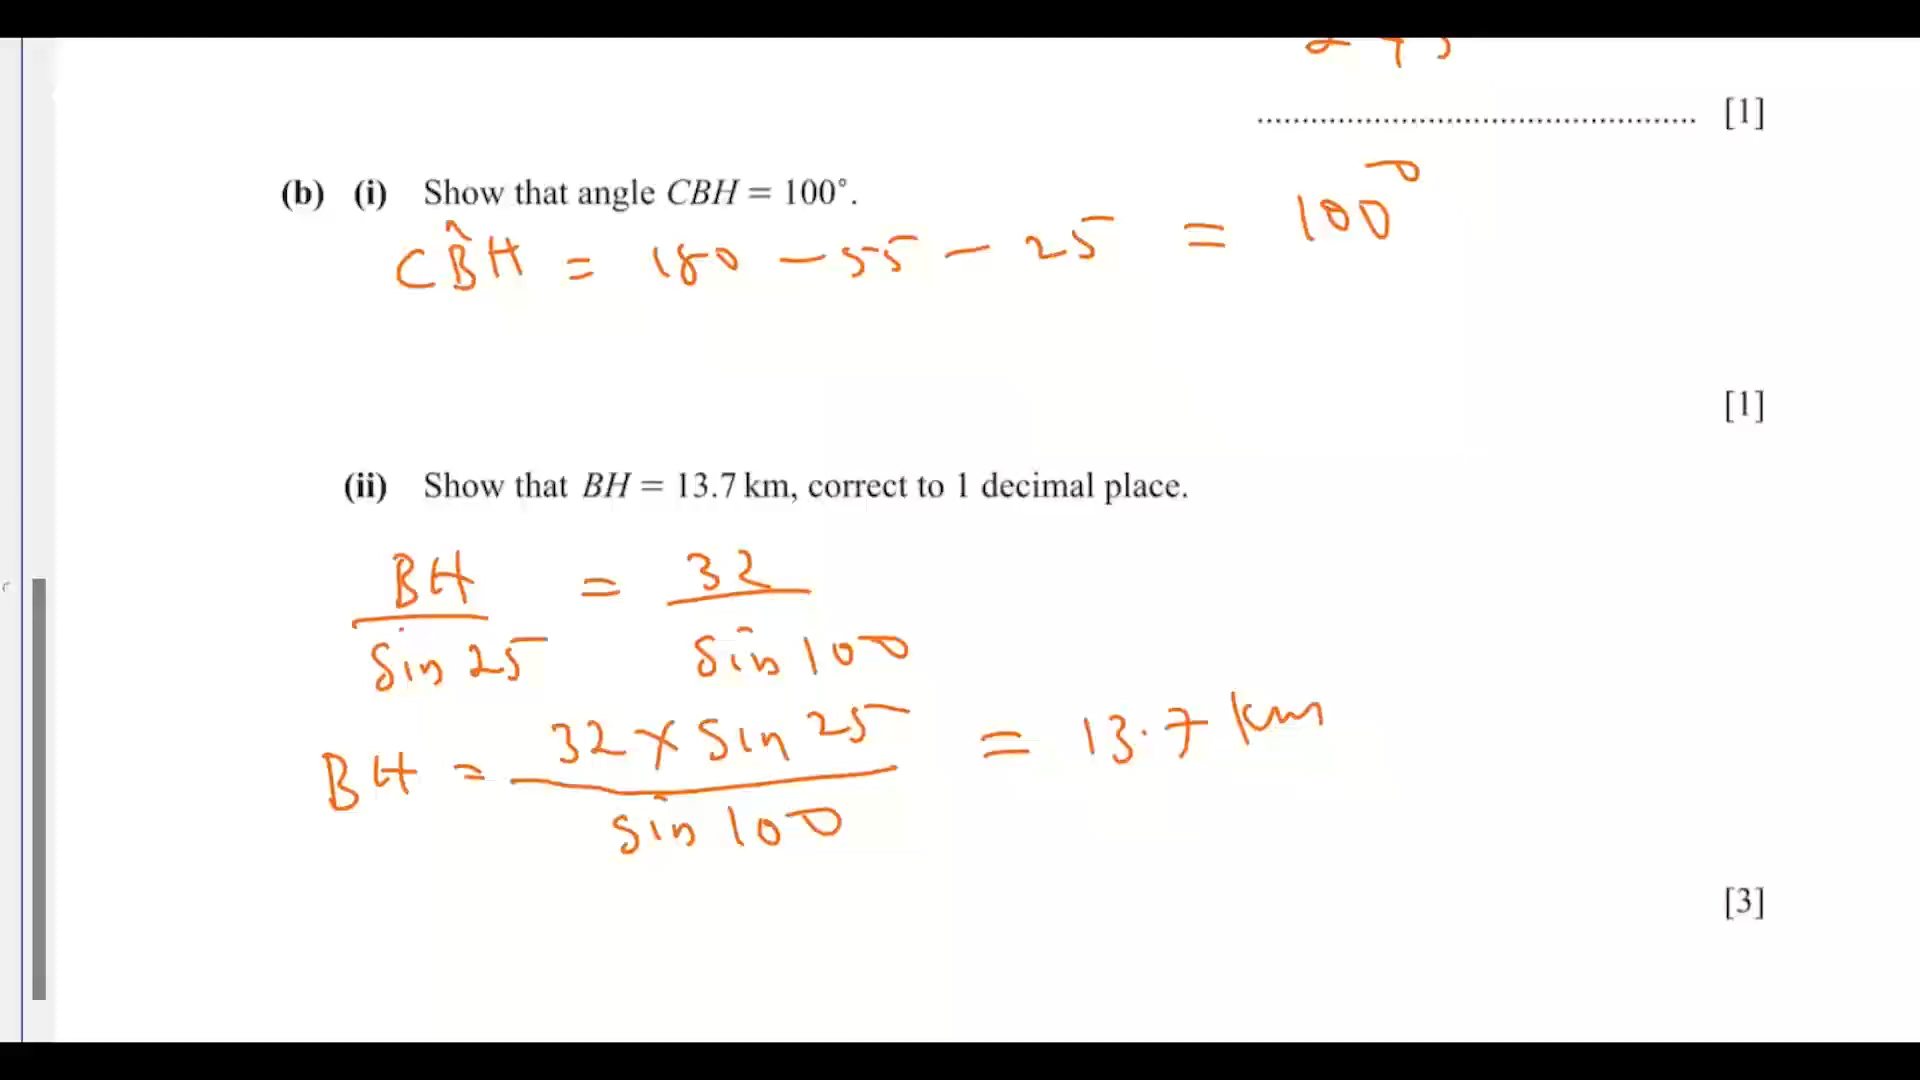 [1]
(b) (i) Show that angle CBH = 100°.
CB̂H = 180 – 55 – 25 = 100°
[1]
(ii) Show that BH = 13.7 km, correct to 1 decimal place.
BH = 32
sin 25 sin 100
BH = 32 × sin 25 = 13.7 km
sin 100
[3]